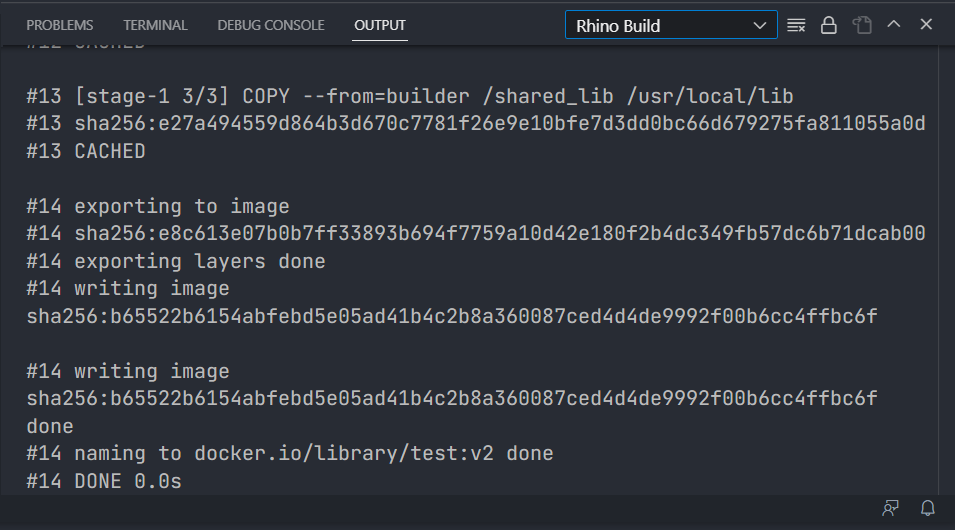 PROBLEMS TERMINAL DEBUG CONSOLE OUTPUT Rhino Build
#12 CACHED
#13 [stage-1 3/3] COPY --from=builder /shared_lib /usr/local/lib
#13 sha256:e27a494559d864b3d670c7781f26e9e10bfe7d3dd0bc66d679275fa811055a0d
#13 CACHED
#14 exporting to image
#14 sha256:e8c613e07b0b7ff33893b694f7759a10d42e180f2b4dc349fb57dc6b71dcab00
#14 exporting layers done
#14 writing image
sha256:b65522b6154abfebd5e05ad41b4c2b8a360087ced4d4de9992f00b6cc4ffbc6f
#14 writing image
sha256:b65522b6154abfebd5e05ad41b4c2b8a360087ced4d4de9992f00b6cc4ffbc6f
done
#14 naming to docker.io/library/test:v2 done
#14 DONE 0.0s